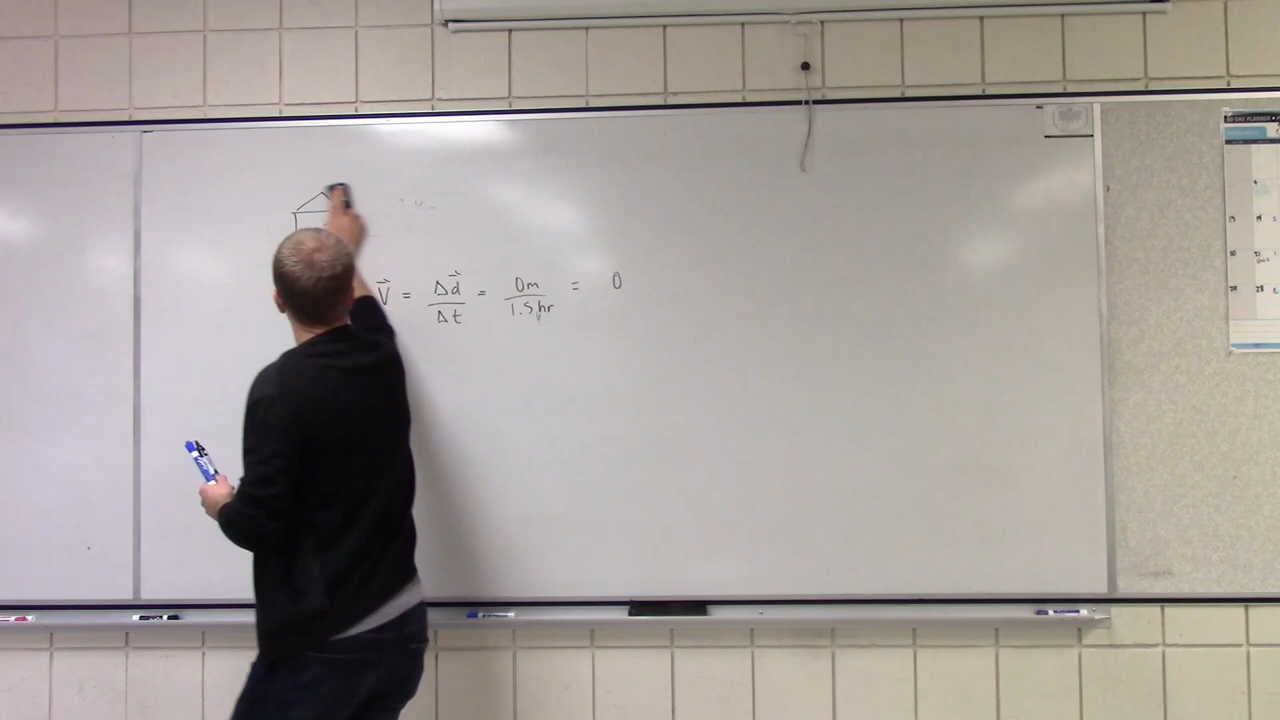 V⃗ = Δd⃗ / Δt = 0m / 1.5hr = 0